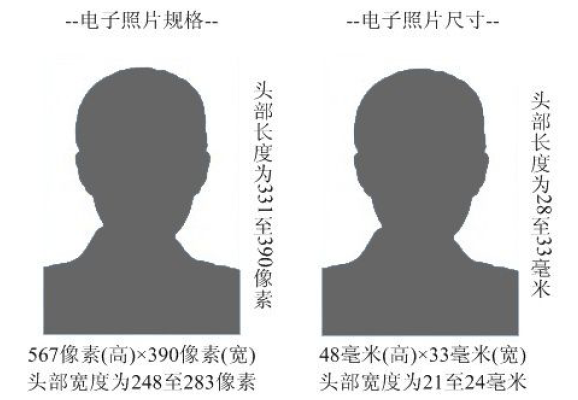 --电子照片规格--
头部长度为331至390像素
567像素(高)×390像素(宽)
头部宽度为248至283像素
--电子照片尺寸--
头部长度为28至33毫米
48毫米(高)×33毫米(宽)
头部宽度为21至24毫米